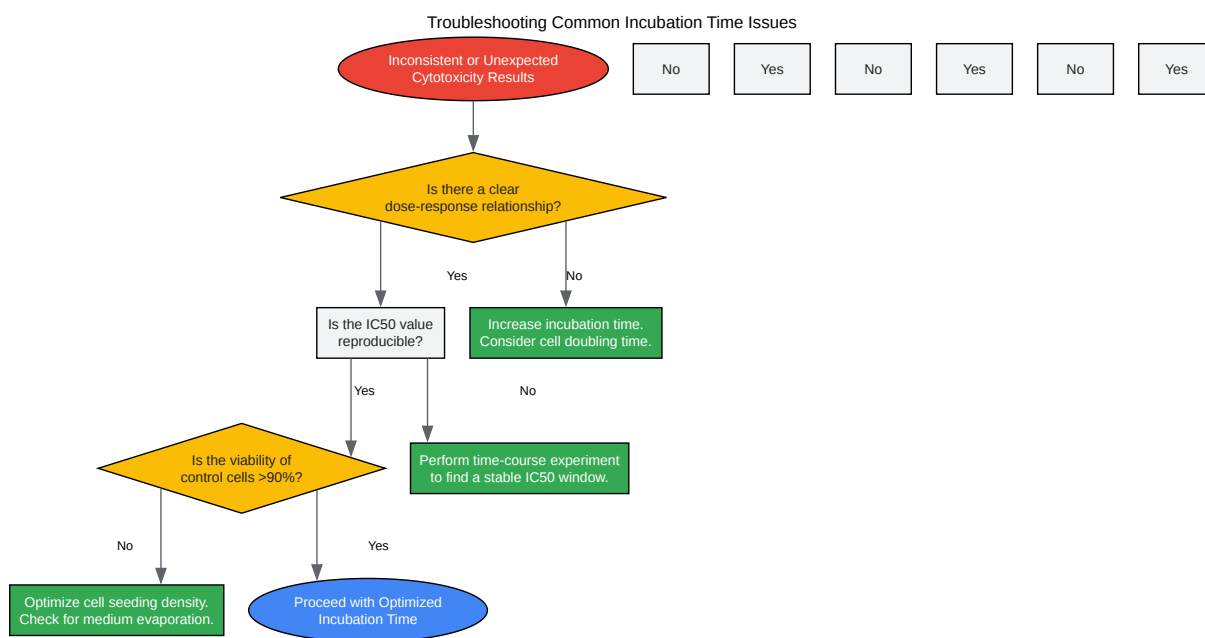 Troubleshooting Common Incubation Time Issues
Inconsistent or Unexpected
Cytotoxicity Results
No
Yes
No
Yes
No
Yes
Is there a clear
dose-response relationship?
Yes
No
Is the IC50 value
reproducible?
Increase incubation time.
Consider cell doubling time.
Yes
No
Is the viability of
control cells >90%?
Perform time-course experiment
to find a stable IC50 window.
No
Yes
Optimize cell seeding density.
Check for medium evaporation.
Proceed with Optimized
Incubation Time